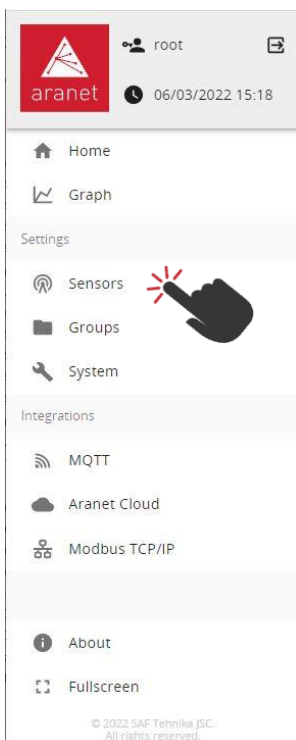 root
aranet
06/03/2022 15:18
Home
Graph
Settings
Sensors
Groups
System
Integrations
MQTT
Aranet Cloud
Modbus TCP/IP
About
Fullscreen
© 2022 SAF Tehnika JSC.
All rights reserved.